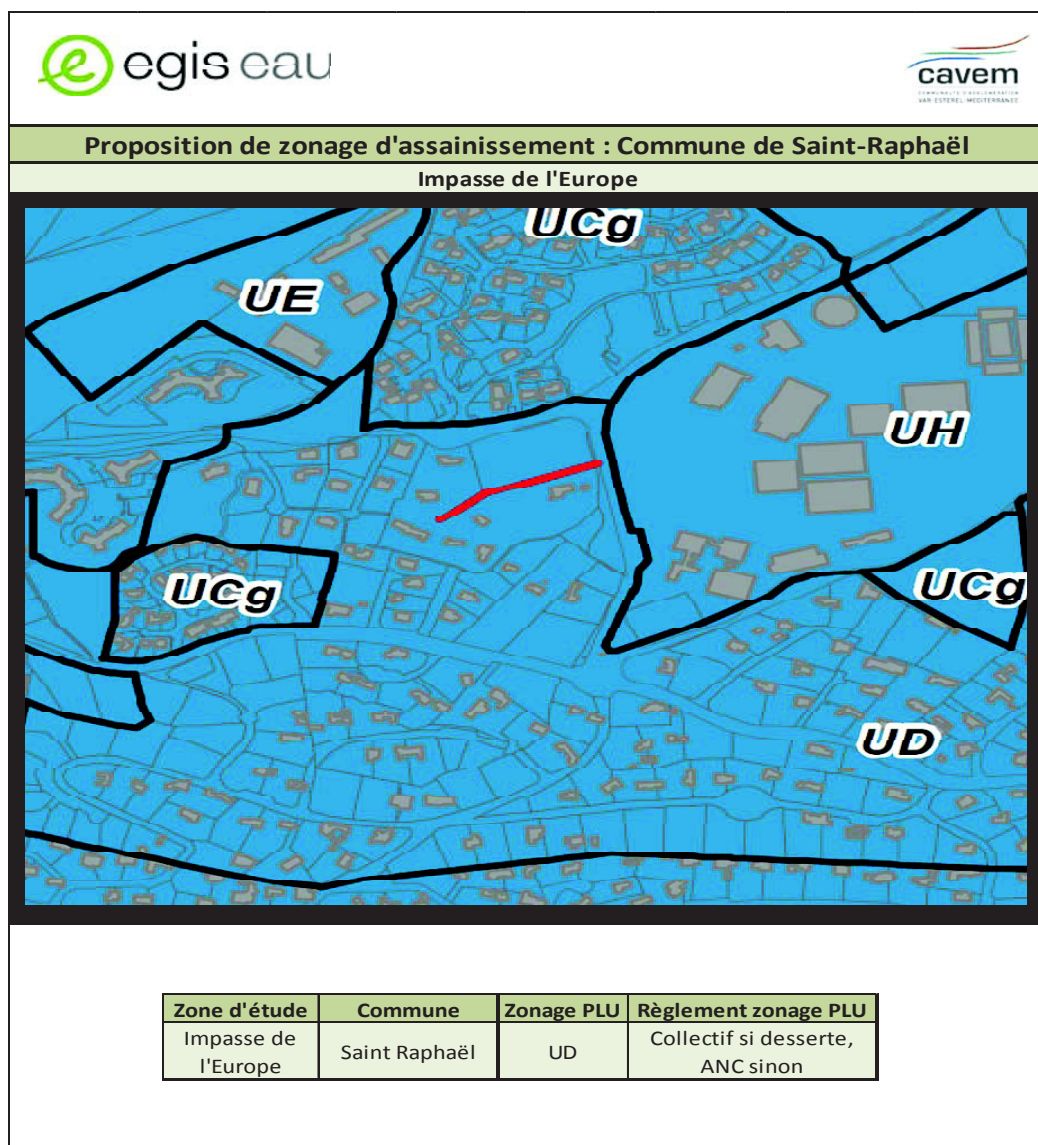 egis eau
cavem
COMMUNAUTÉ D'AGGLOMÉRATION
VAR ESTEREL MEDITERRANEE
Proposition de zonage d'assainissement : Commune de Saint-Raphaël
Impasse de l'Europe
UCg
UE
UH
UCg
UCg
UD
Zone d'étude Commune Zonage PLU Règlement zonage PLU
Impasse de l'Europe Saint Raphaël UD Collectif si desserte, ANC sinon